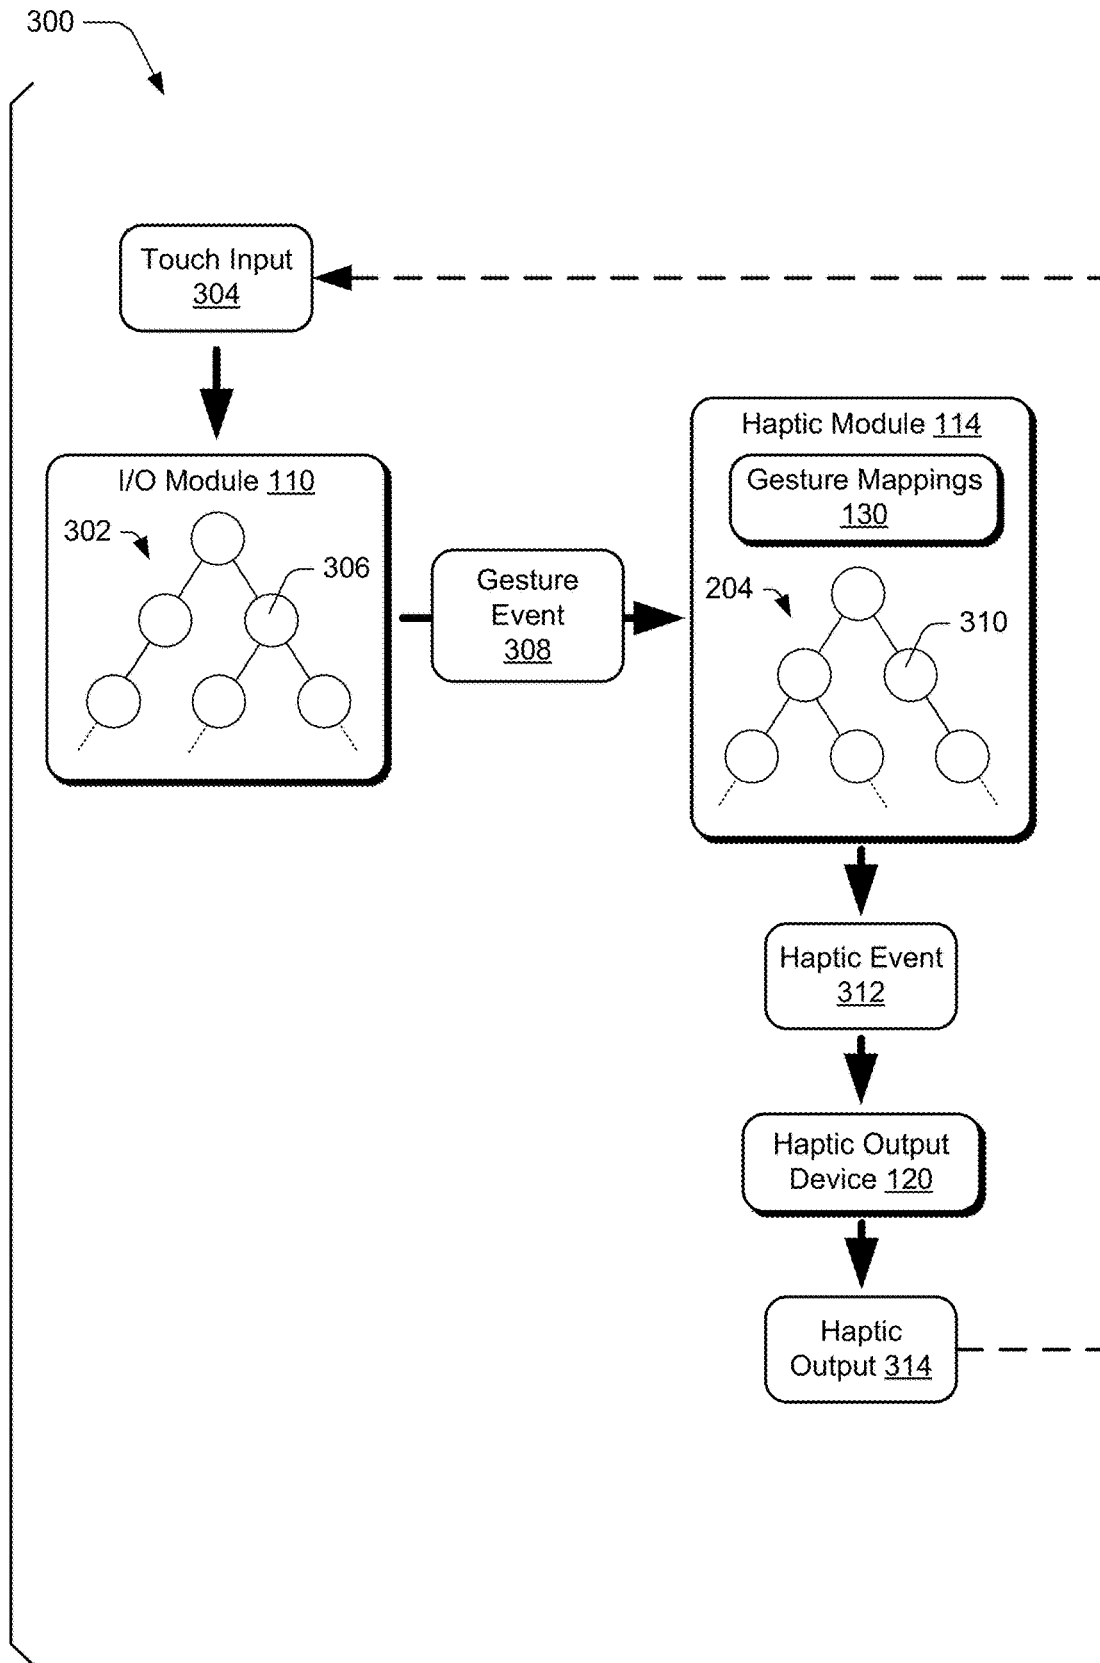 300
Touch Input
304
I/O Module 110
302
306
Gesture
Event
308
Haptic Module 114
Gesture Mappings
130
204
310
Haptic Event
312
Haptic Output
Device 120
Haptic
Output 314